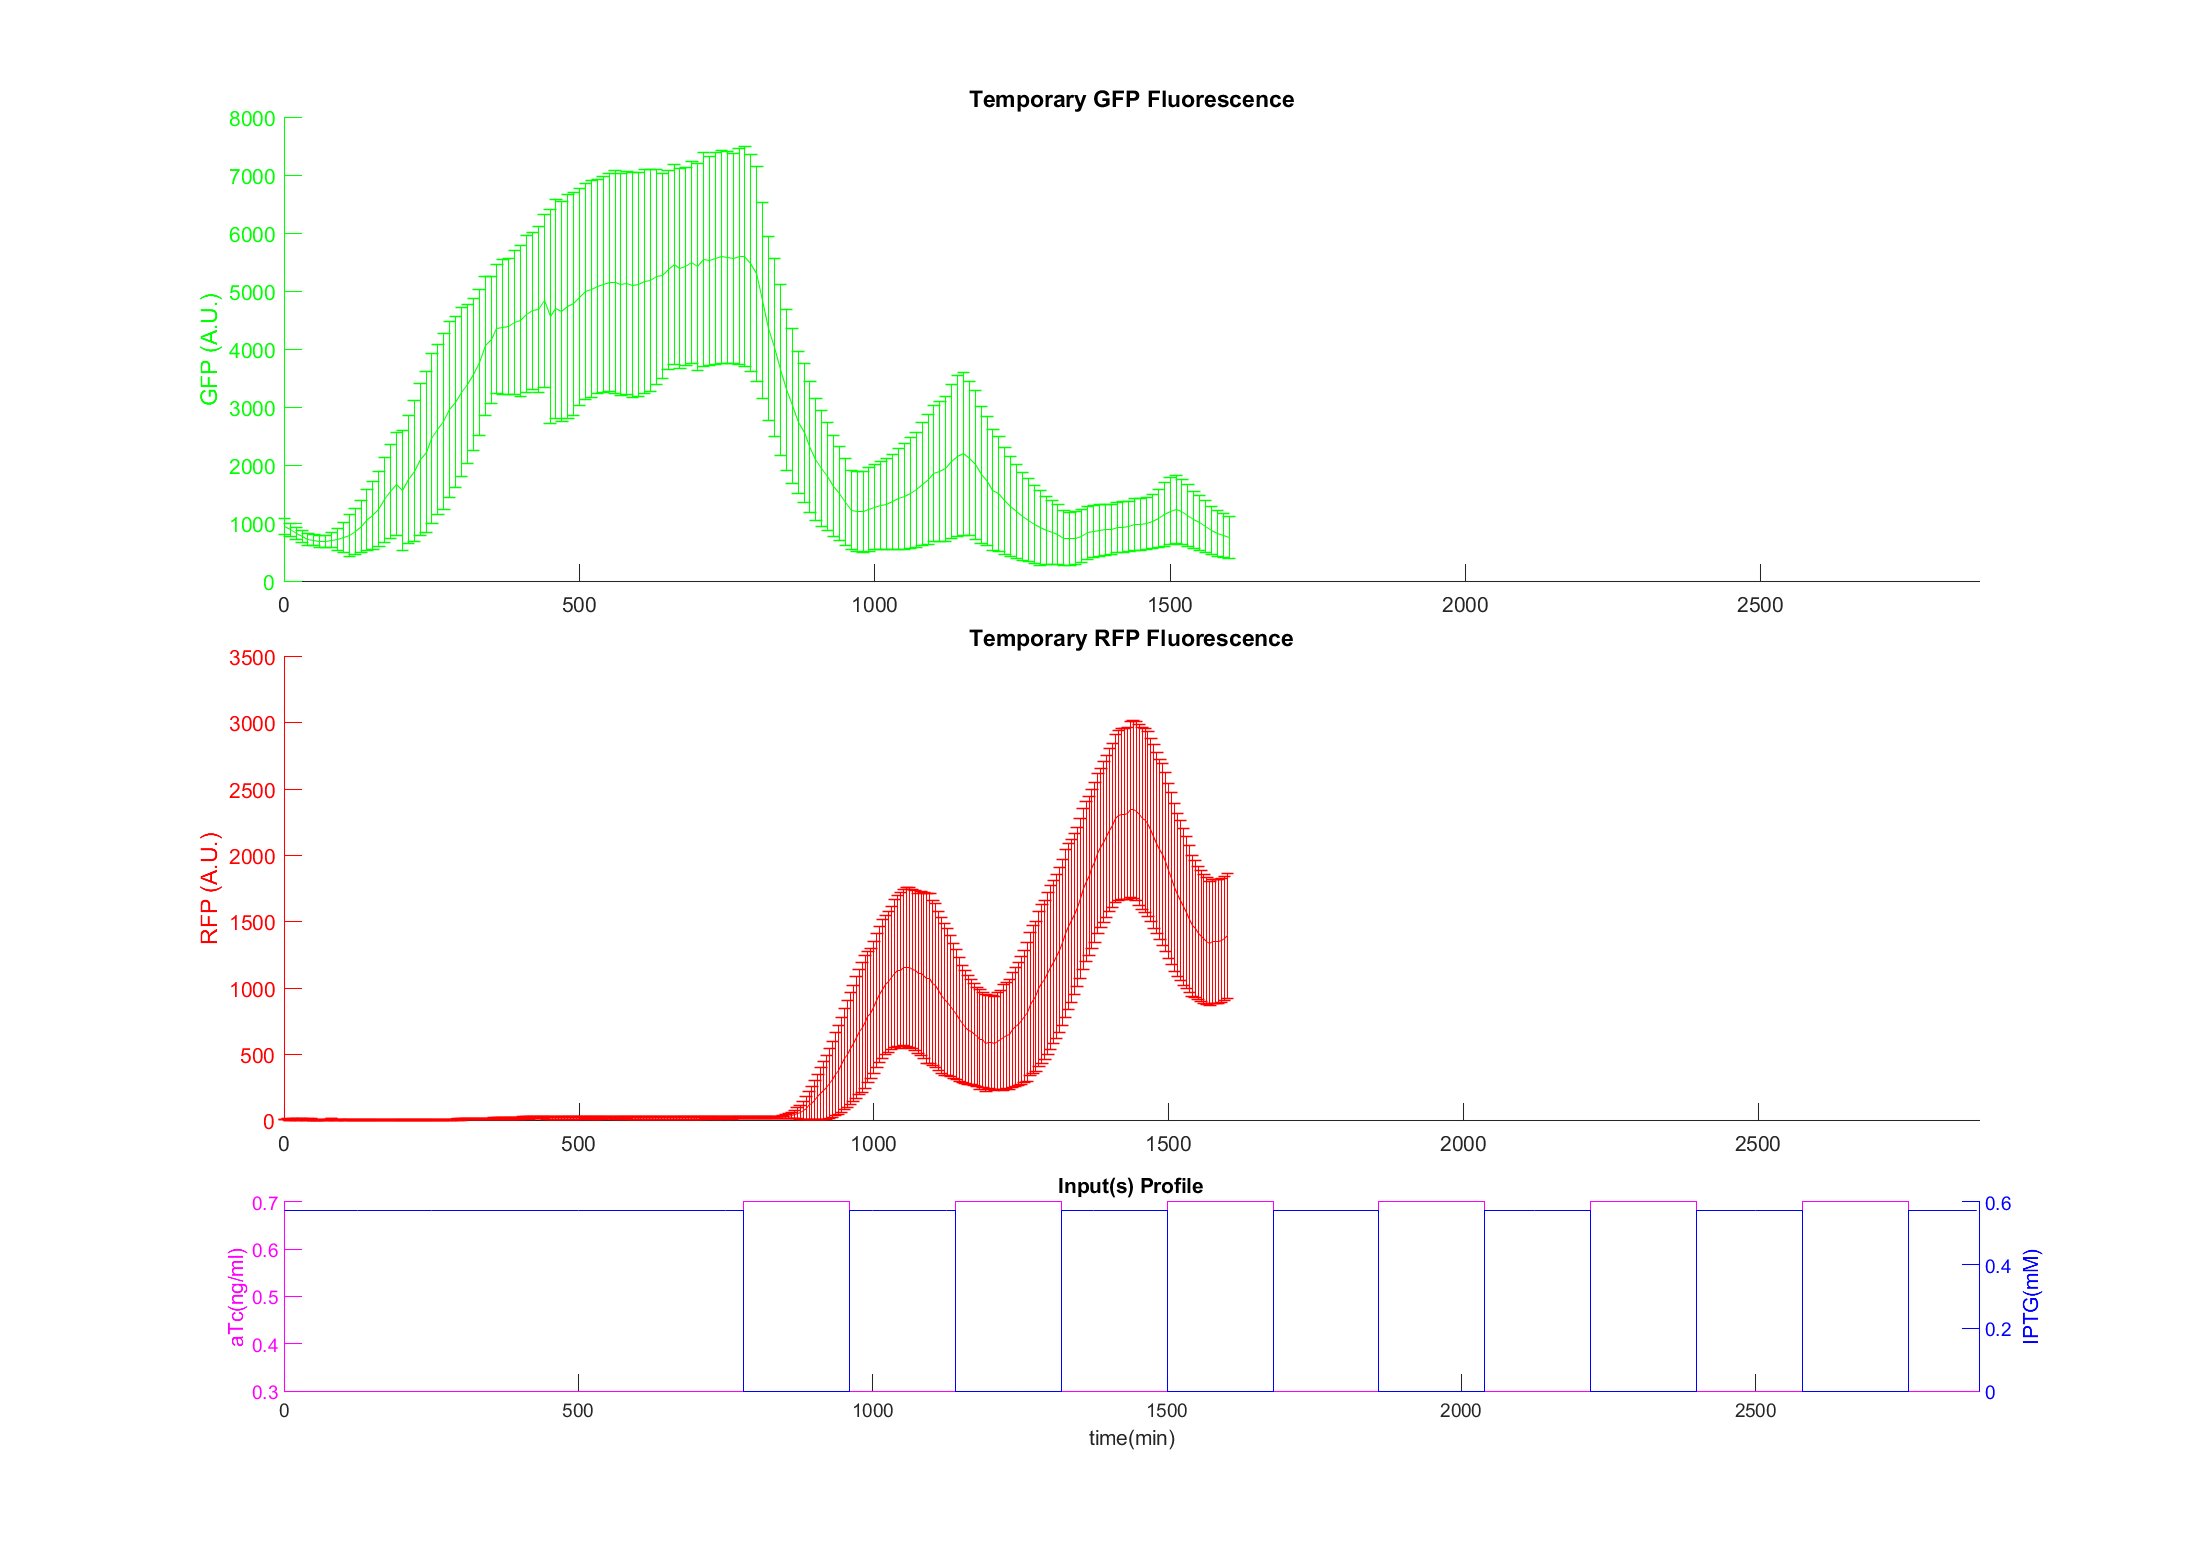 Temporary GFP Fluorescence
8000
7000
6000
5000
4000
3000
2000
1000
0
GFP (A.U.)
0 500 1000 1500 2000 2500
Temporary RFP Fluorescence
3500
3000
2500
2000
1500
1000
500
0
RFP (A.U.)
0 500 1000 1500 2000 2500
Input(s) Profile
0.7
0.6
0.5
0.4
0.3
aTc(ng/ml)
0.6
0.4
0.2
0
IPTG(mM)
0 500 1000 1500 2000 2500
time(min)